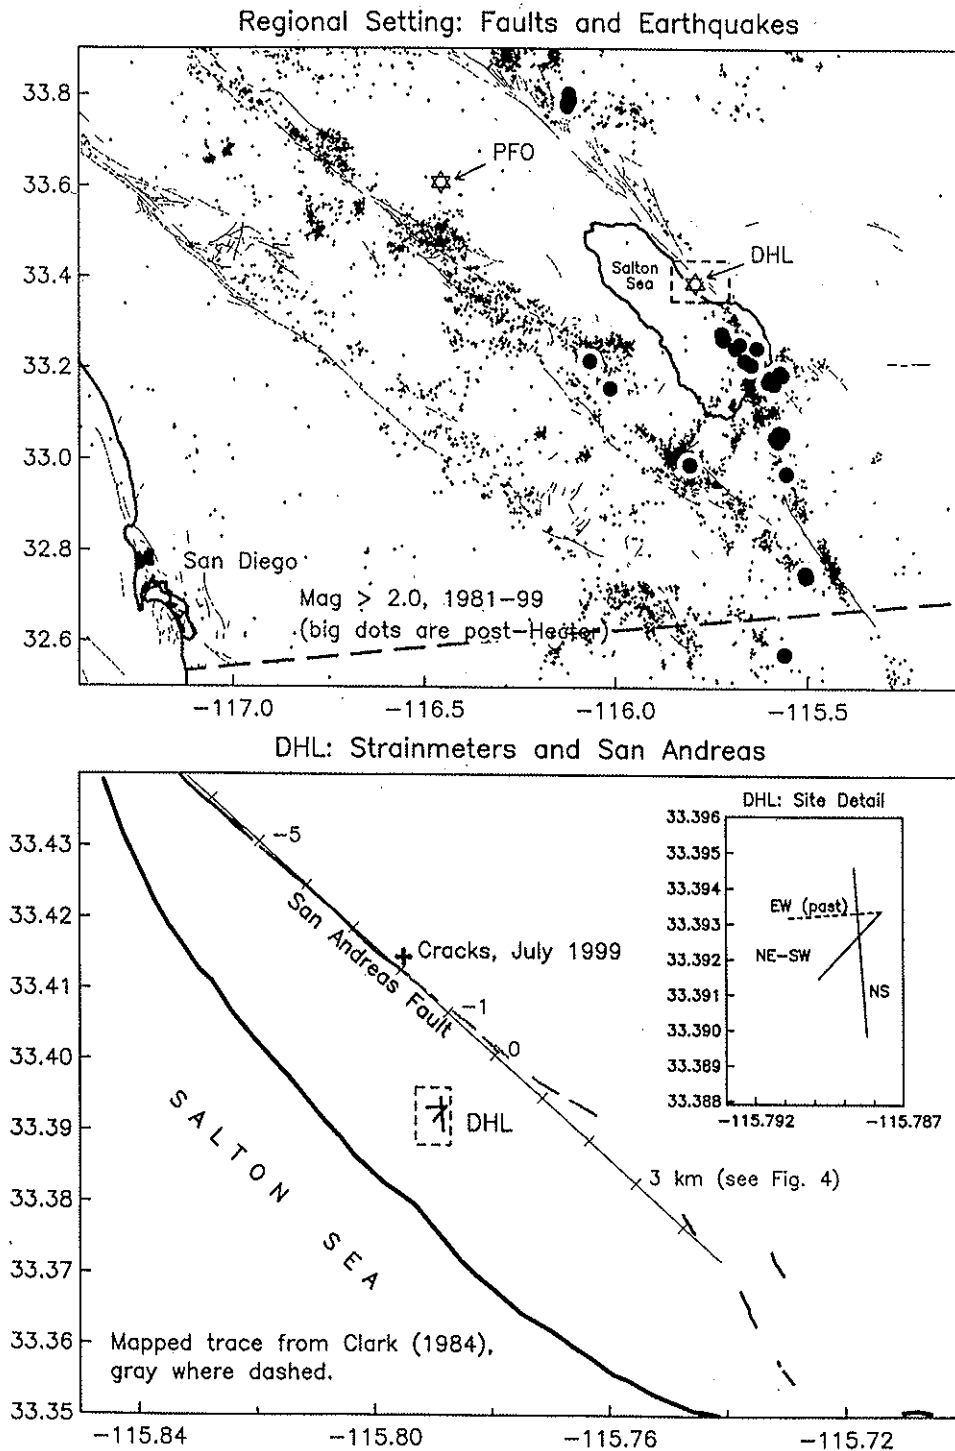 Regional Setting: Faults and Earthquakes
33.8
33.6
33.4
33.2
33.0
32.8
32.6
PFO
DHL
Salton
Sea
San Diego
Mag > 2.0, 1981-99
(big dots are post-Hector)
-117.0
-116.5
-116.0
-115.5
DHL: Strainmeters and San Andreas
33.43
33.42
33.41
33.40
33.39
33.38
33.37
33.36
33.35
-5
San Andreas Fault
Cracks, July 1999
-1
0
DHL
3 km (see Fig. 4)
SALTON SEA
Mapped trace from Clark (1984),
gray where dashed.
-115.84
-115.80
-115.76
-115.72
DHL: Site Detail
33.396
33.395
33.394
33.393
33.392
33.391
33.390
33.389
33.388
EW (past)
NE-SW
NS
-115.792
-115.787